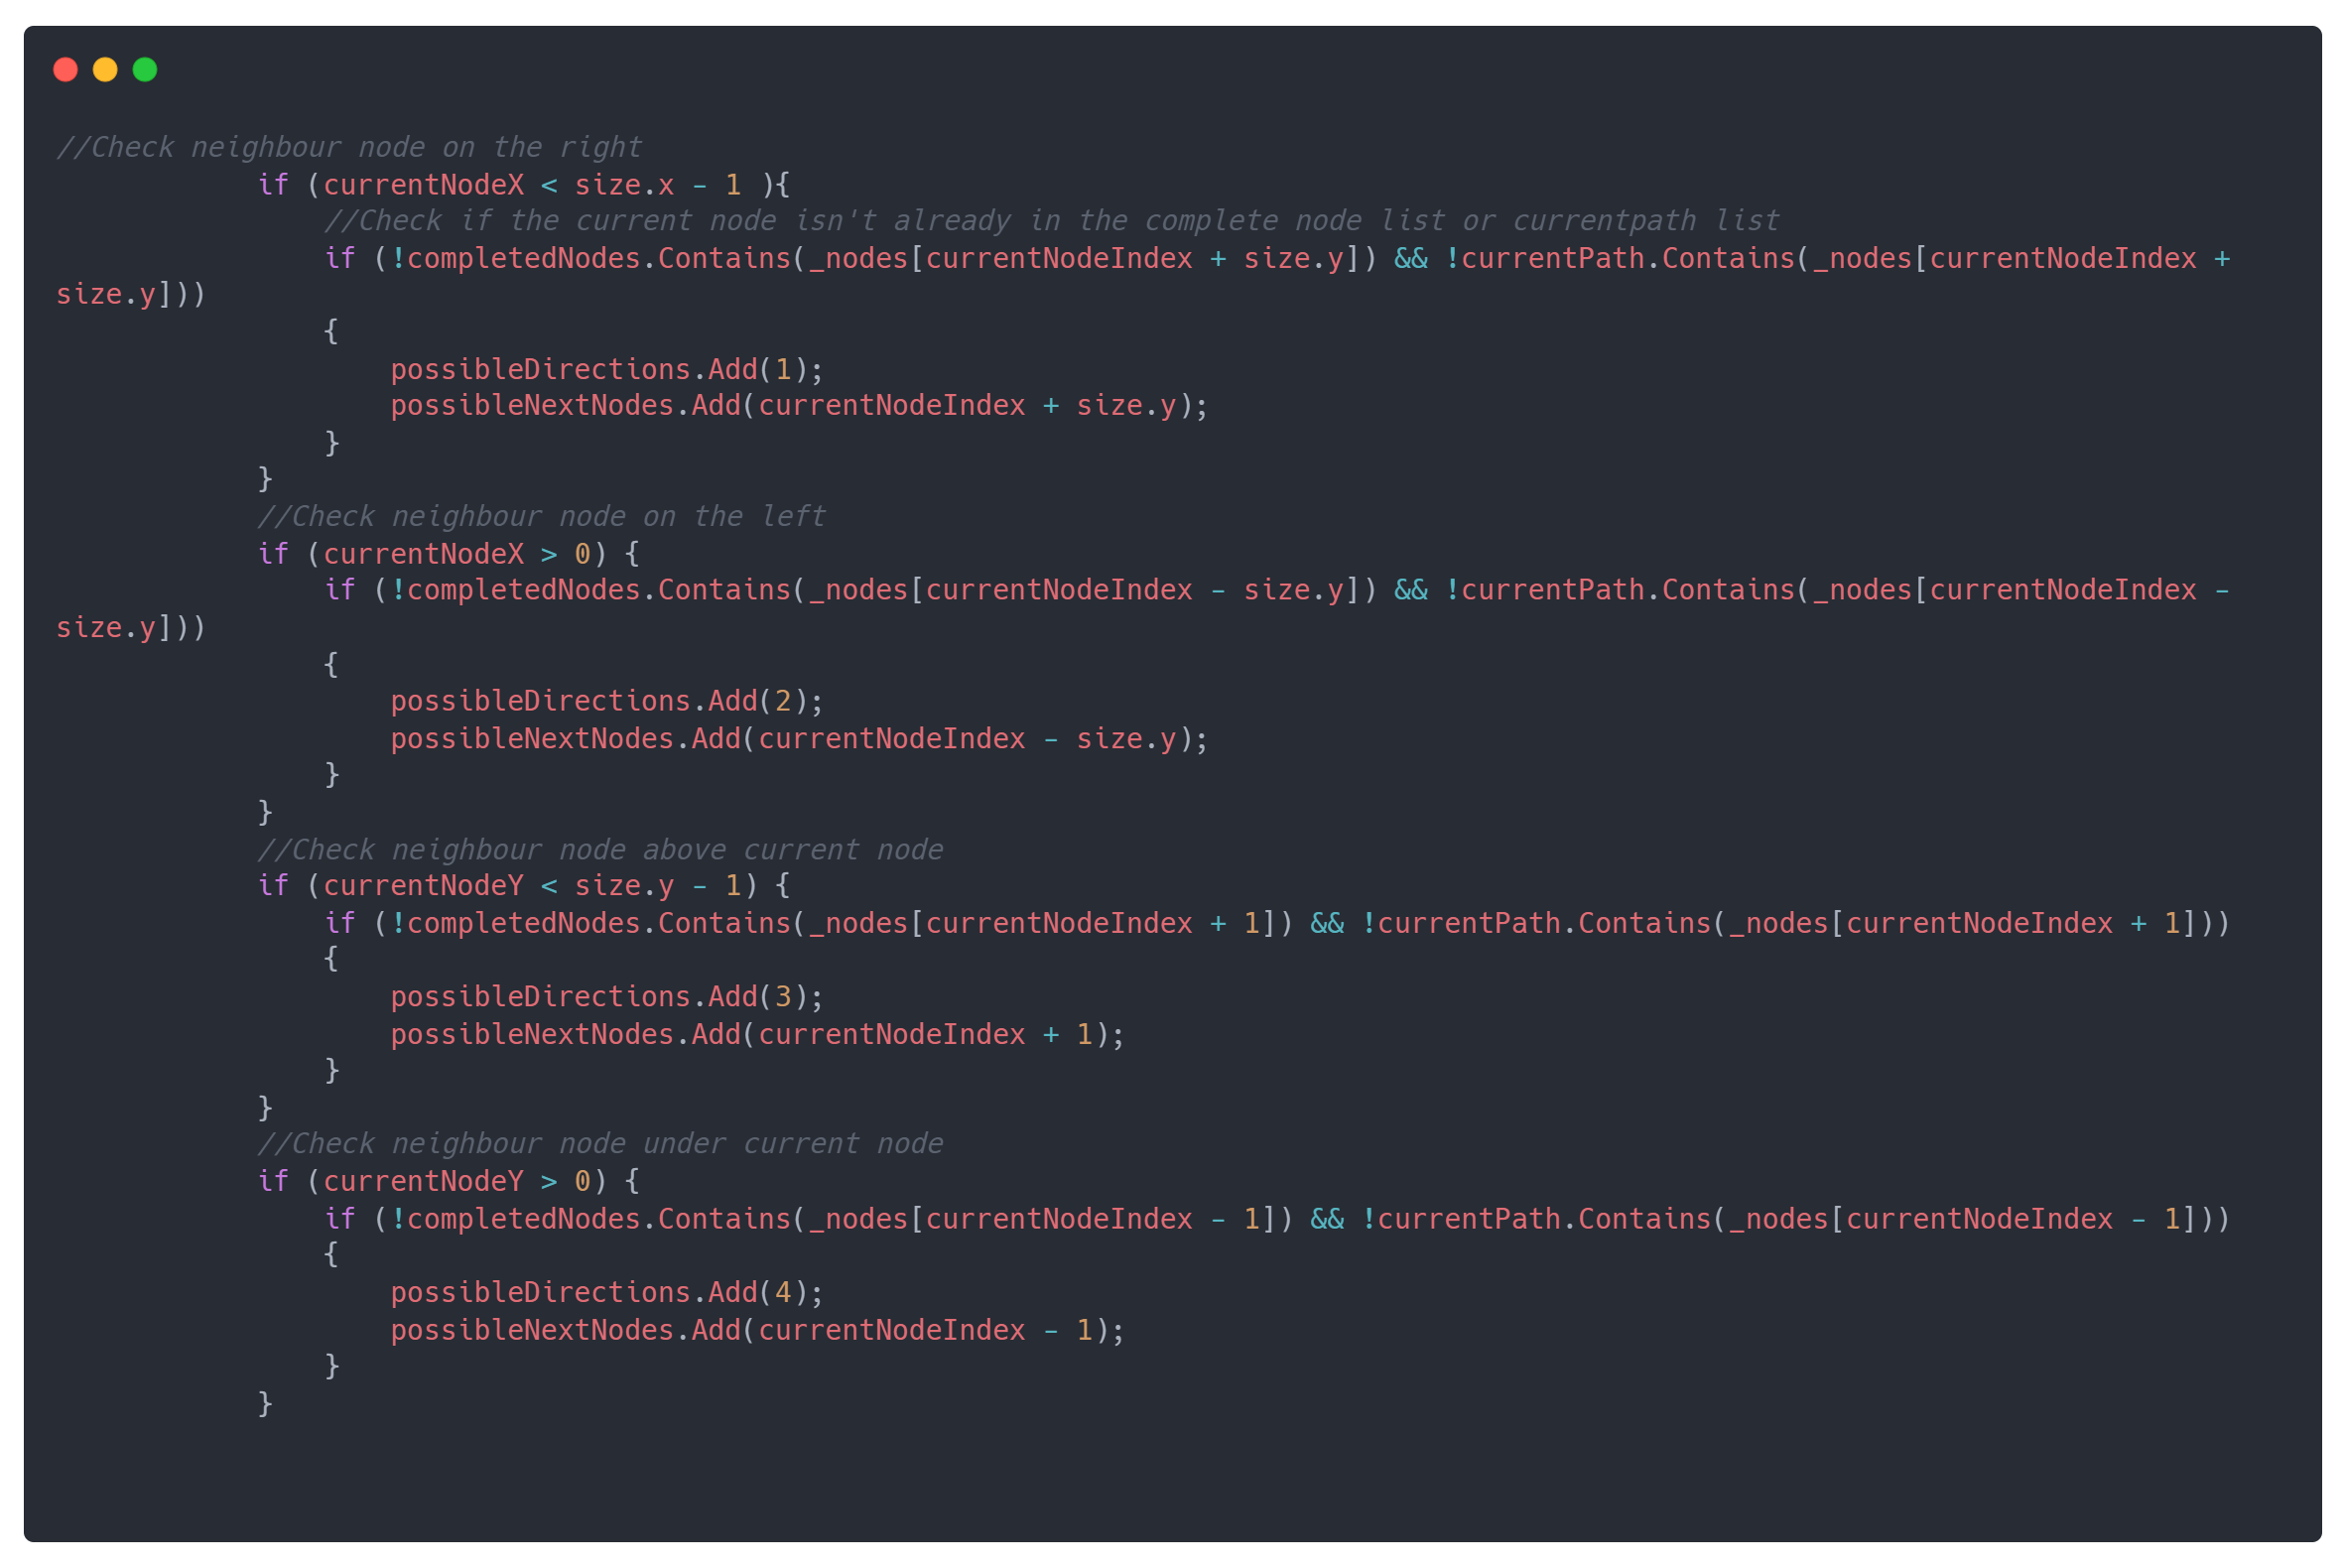 //Check neighbour node on the right
            if (currentNodeX < size.x - 1 ){
                //Check if the current node isn't already in the complete node list or currentpath list
                if (!completedNodes.Contains(_nodes[currentNodeIndex + size.y]) && !currentPath.Contains(_nodes[currentNodeIndex +
size.y]))
                {
                    possibleDirections.Add(1);
                    possibleNextNodes.Add(currentNodeIndex + size.y);
                }
            }
            //Check neighbour node on the left
            if (currentNodeX > 0) {
                if (!completedNodes.Contains(_nodes[currentNodeIndex - size.y]) && !currentPath.Contains(_nodes[currentNodeIndex -
size.y]))
                {
                    possibleDirections.Add(2);
                    possibleNextNodes.Add(currentNodeIndex - size.y);
                }
            }
            //Check neighbour node above current node
            if (currentNodeY < size.y - 1) {
                if (!completedNodes.Contains(_nodes[currentNodeIndex + 1]) && !currentPath.Contains(_nodes[currentNodeIndex + 1]))
                {
                    possibleDirections.Add(3);
                    possibleNextNodes.Add(currentNodeIndex + 1);
                }
            }
            //Check neighbour node under current node
            if (currentNodeY > 0) {
                if (!completedNodes.Contains(_nodes[currentNodeIndex - 1]) && !currentPath.Contains(_nodes[currentNodeIndex - 1]))
                {
                    possibleDirections.Add(4);
                    possibleNextNodes.Add(currentNodeIndex - 1);
                }
            }